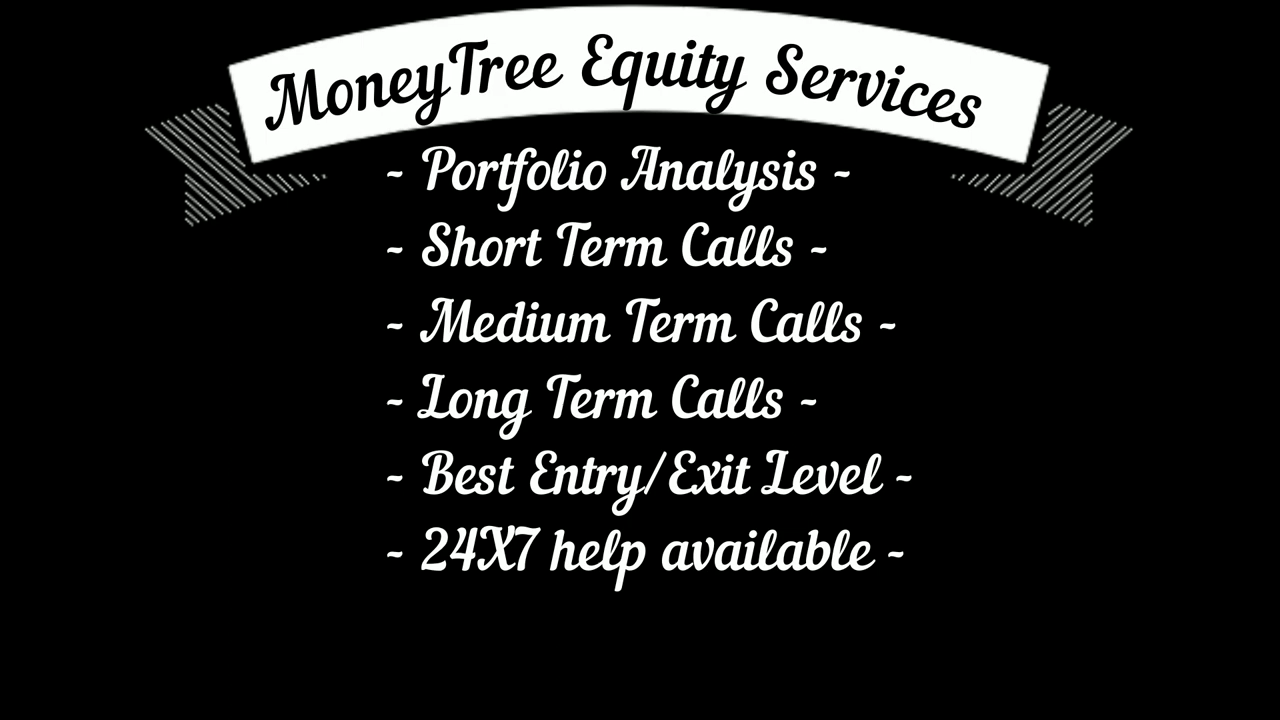 MoneyTree Equity Services
~ Portfolio Analysis ~
~ Short Term Calls ~
~ Medium Term Calls ~
~ Long Term Calls ~
~ Best Entry/Exit Level ~
~ 24X7 help available ~